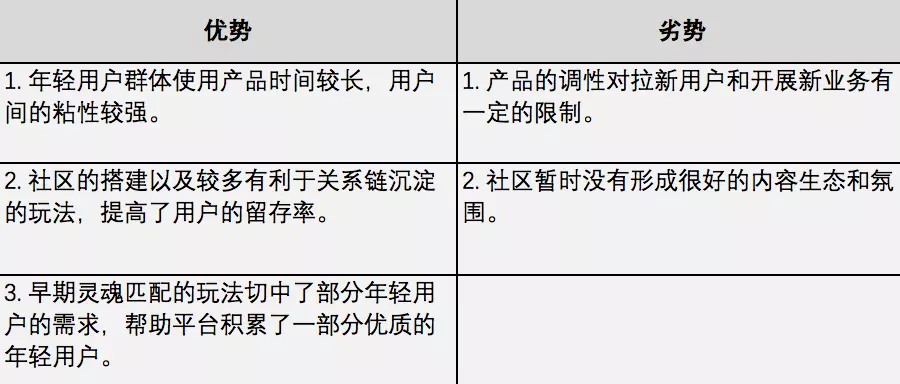 优势
劣势
1. 年轻用户群体使用产品时间较长，用户
间的粘性较强。
1. 产品的调性对拉新用户和开展新业务有
一定的限制。
2. 社区的搭建以及较多有利于关系链沉淀
的玩法，提高了用户的留存率。
2. 社区暂时没有形成很好的内容生态和氛
围。
3. 早期灵魂匹配的玩法切中了部分年轻用
户的需求，帮助平台积累了一部分优质的
年轻用户。